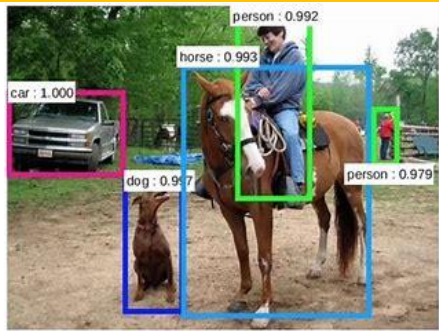 person : 0.992
horse : 0.993
car : 1.000
dog : 0.997
person : 0.979